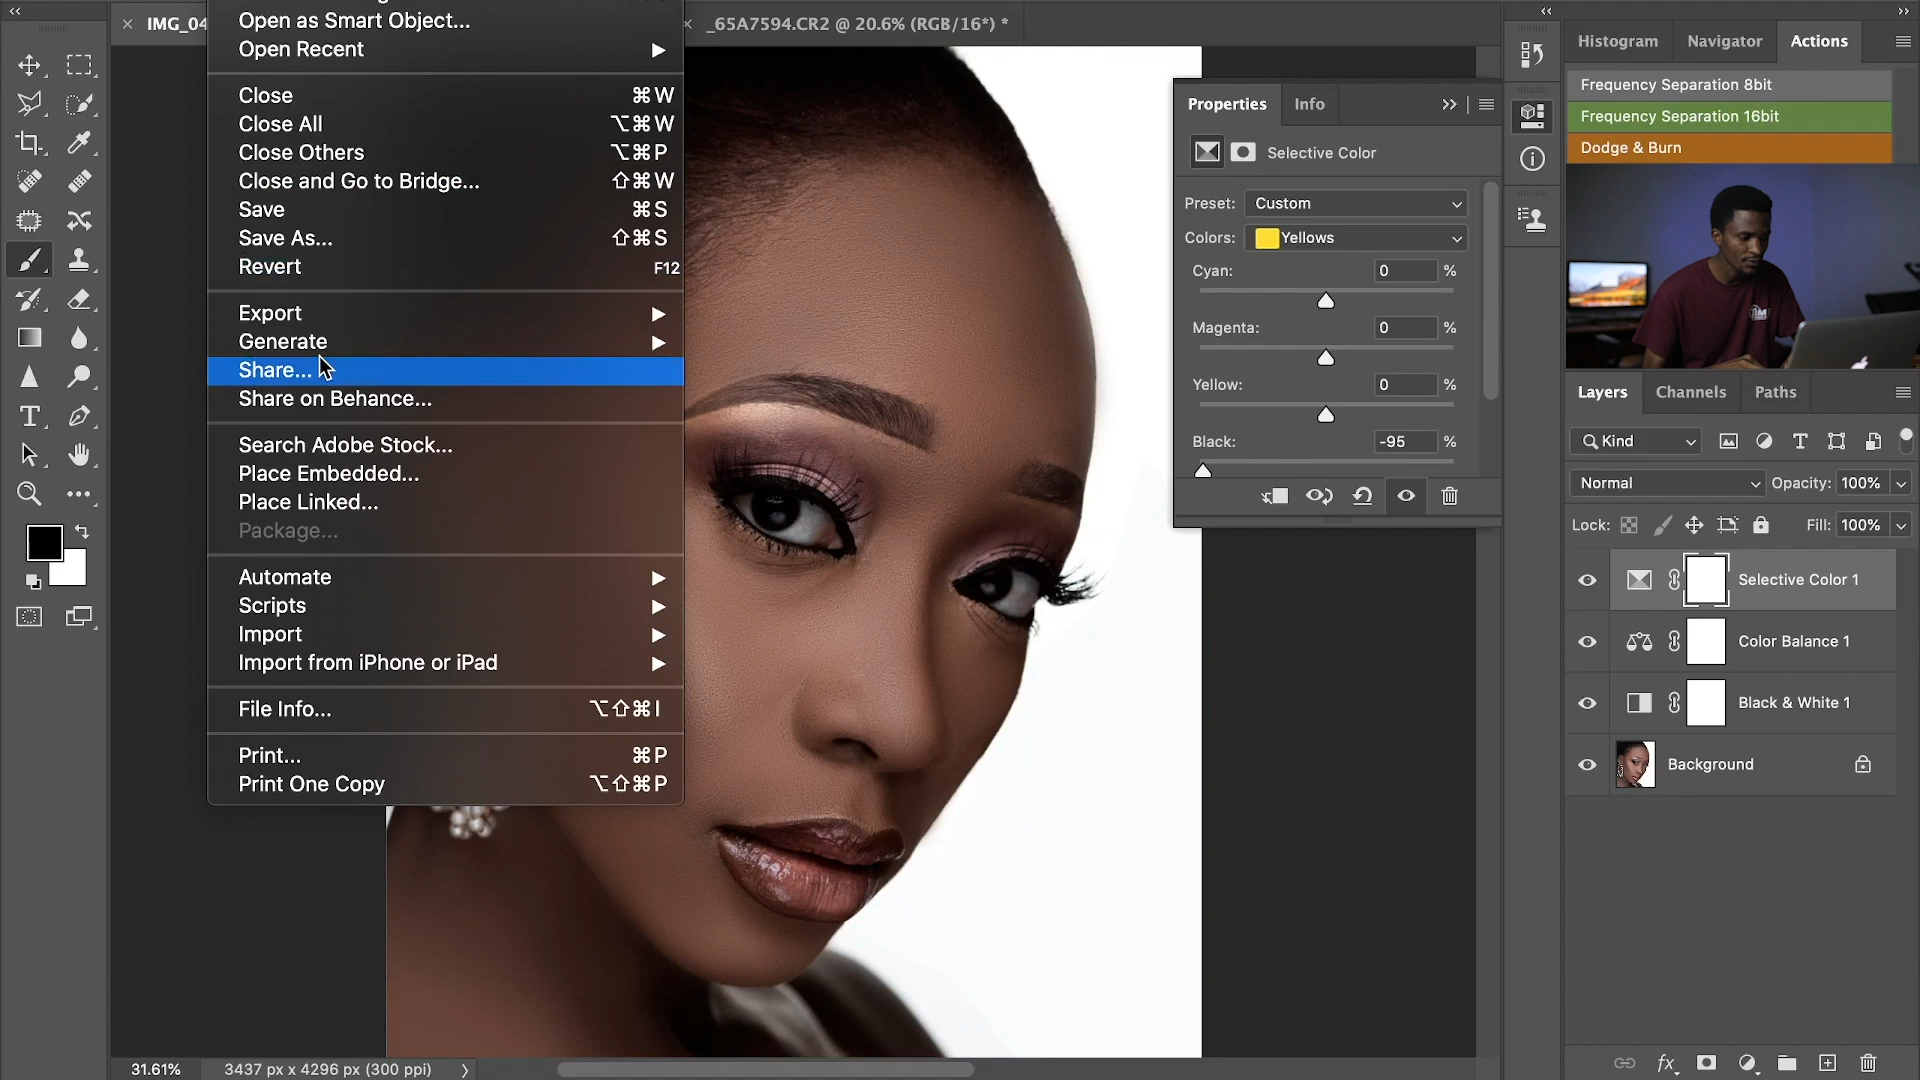 IMG_04
_65A7594.CR2 @ 20.6% (RGB/16*) *
Open as Smart Object...
Open Recent
Close ⌘W
Close All ⌥⌘W
Close Others ⌥⌘P
Close and Go to Bridge... ⇧⌘W
Save ⌘S
Save As... ⇧⌘S
Revert F12
Export
Generate
Share...
Share on Behance...
Search Adobe Stock...
Place Embedded...
Place Linked...
Package...
Automate
Scripts
Import
Import from iPhone or iPad
File Info... ⌥⇧⌘I
Print... ⌘P
Print One Copy ⌥⇧⌘P
31.61% 3437 px x 4296 px (300 ppi)
Properties Info
Selective Color
Preset: Custom
Colors: Yellows
Cyan: 0 %
Magenta: 0 %
Yellow: 0 %
Black: -95 %
Histogram Navigator Actions
Frequency Separation 8bit
Frequency Separation 16bit
Dodge & Burn
Layers Channels Paths
Kind
Normal Opacity: 100%
Lock: Fill: 100%
Selective Color 1
Color Balance 1
Black & White 1
Background